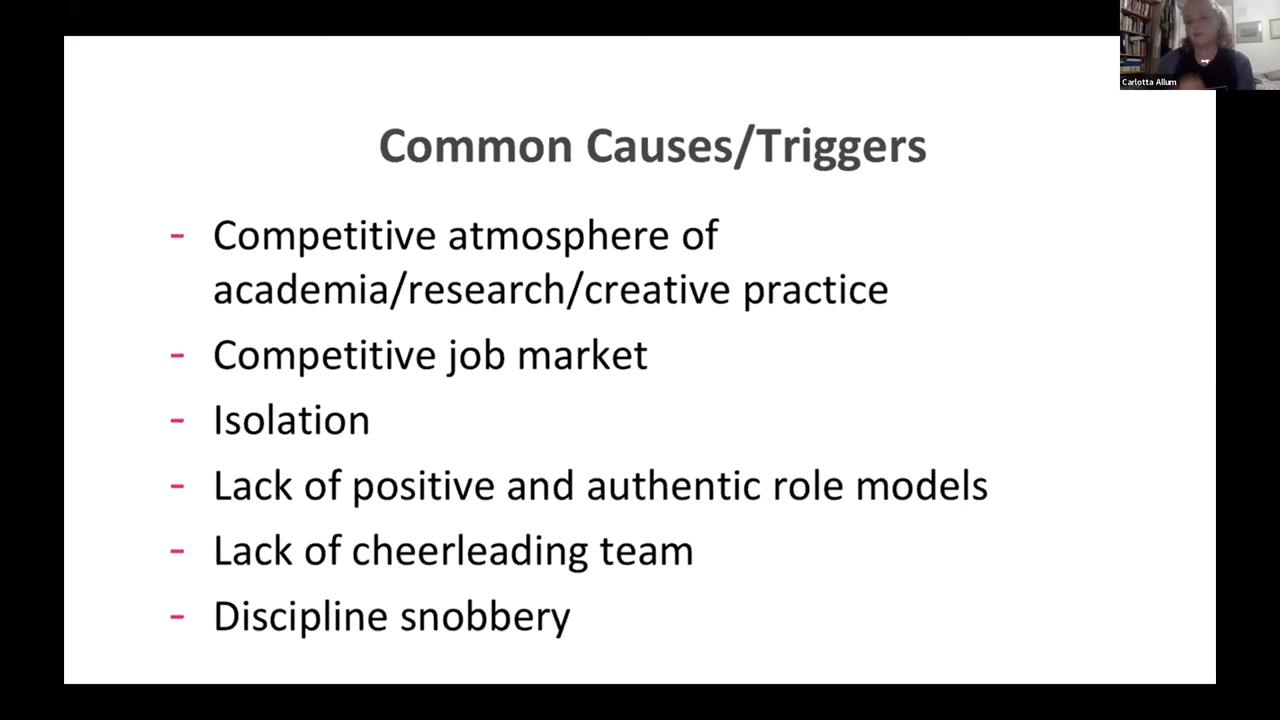 Carlotta Allum
Common Causes/Triggers
- Competitive atmosphere of
academia/research/creative practice
- Competitive job market
- Isolation
- Lack of positive and authentic role models
- Lack of cheerleading team
- Discipline snobbery